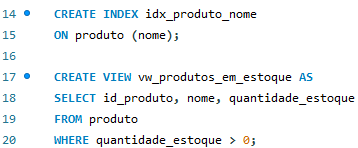 14 CREATE INDEX idx_produto_nome
15 ON produto (nome);
16
17 CREATE VIEW vw_produtos_em_estoque AS
18 SELECT id_produto, nome, quantidade_estoque
19 FROM produto
20 WHERE quantidade_estoque > 0;